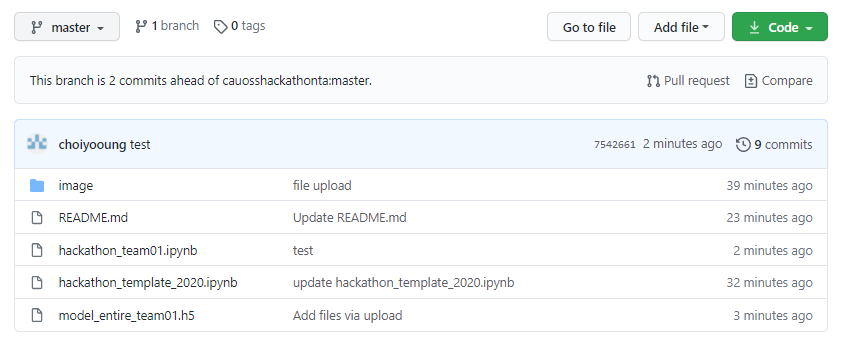 master 1 branch 0 tags Go to file Add file Code
This branch is 2 commits ahead of cauosshackathonta:master. Pull request Compare
choiyooung test 7542661 2 minutes ago 9 commits
image file upload 39 minutes ago
README.md Update README.md 23 minutes ago
hackathon_team01.ipynb test 2 minutes ago
hackathon_template_2020.ipynb update hackathon_template_2020.ipynb 32 minutes ago
model_entire_team01.h5 Add files via upload 3 minutes ago